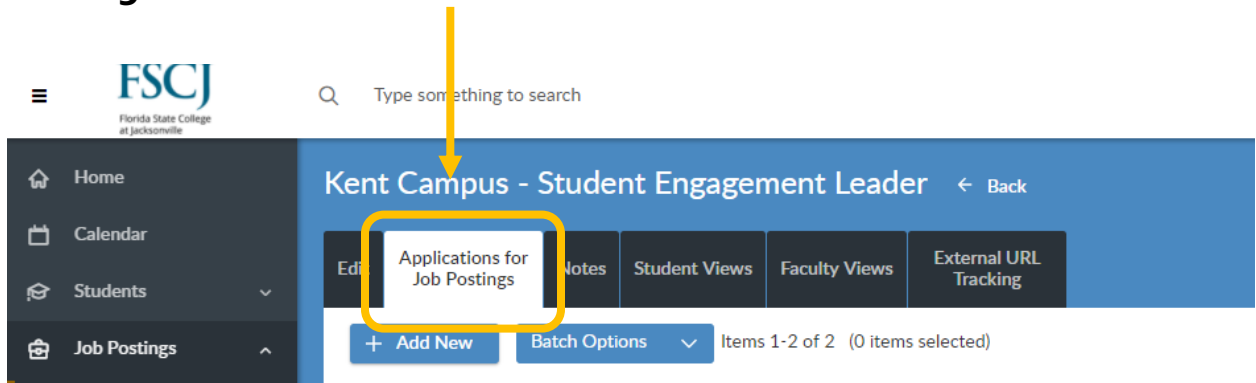 FSCJ
Florida State College
at Jacksonville
Type something to search
Home
Kent Campus - Student Engagement Leader ← Back
Calendar
Applications for
Job Postings
Notes
Student Views
Faculty Views
External URL
Tracking
Students
Job Postings
+ Add New
Batch Options
Items 1-2 of 2 (0 items selected)